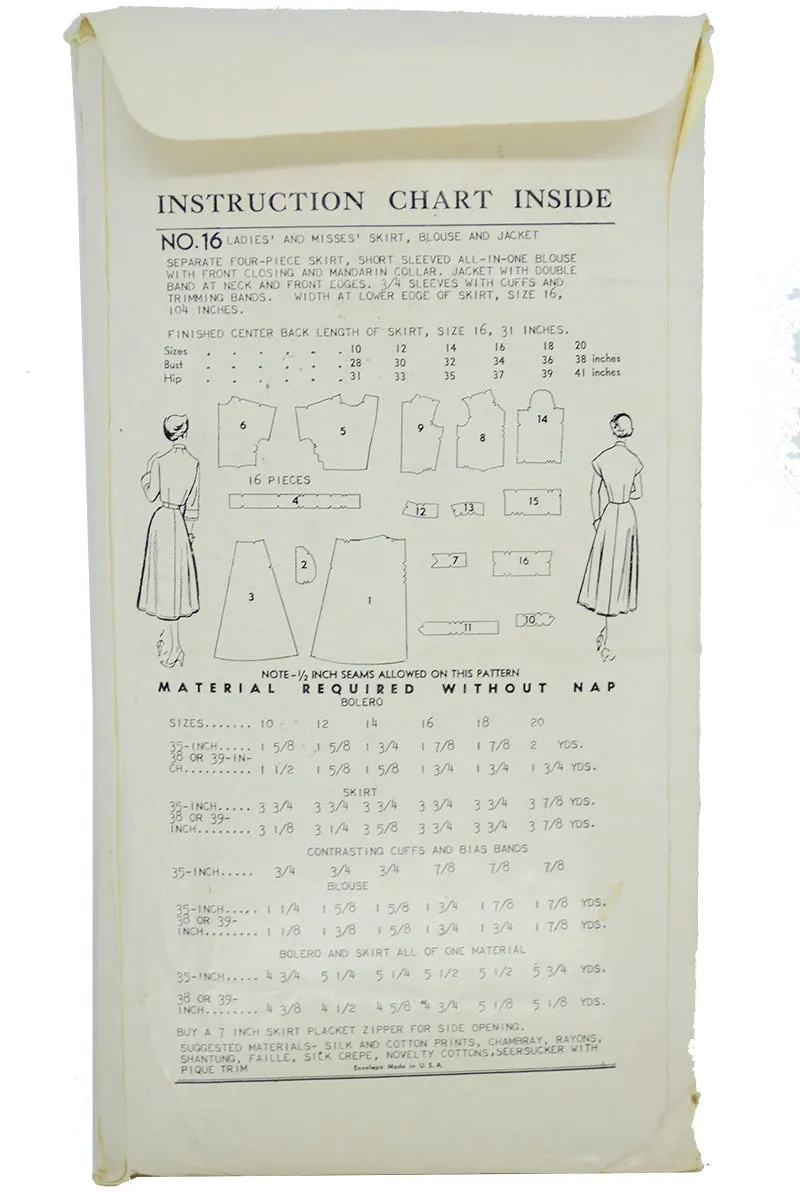 INSTRUCTION CHART INSIDE
NO. 16 LADIES' AND MISSES' SKIRT, BLOUSE AND JACKET
SEPARATE FOUR-PIECE SKIRT, SHORT SLEEVED ALL-IN-ONE BLOUSE
WITH FRONT CLOSING AND MANDARIN COLLAR. JACKET WITH DOUBLE
BAND AT NECK AND FRONT EDGES. 3/4 SLEEVES WITH CUFFS AND
TRIMMING BANDS. WIDTH AT LOWER EDGE OF SKIRT, SIZE 16,
104 INCHES.
FINISHED CENTER BACK LENGTH OF SKIRT, SIZE 16, 31 INCHES.
Sizes . . . . . . 10 12 14 16 18 20
Bust . . . . . . 28 30 32 34 36 38 inches
Hip . . . . . . 31 33 35 37 39 41 inches
6 5 9 8 14
16 PIECES
4 12 13 15
3 2 1 7 16
11 10
NOTE-1/2 INCH SEAMS ALLOWED ON THIS PATTERN
MATERIAL REQUIRED WITHOUT NAP
BOLERO
SIZES....... 10 12 14 16 18 20
35-INCH..... 1 5/8 1 5/8 1 3/4 1 7/8 1 7/8 2 YDS.
38 OR 39-IN-
CH.......... 1 1/2 1 5/8 1 5/8 1 3/4 1 3/4 1 3/4 YDS.
SKIRT
35-INCH..... 3 3/4 3 3/4 3 3/4 3 3/4 3 3/4 3 7/8 YDS.
38 OR 39-
INCH........ 3 1/8 3 1/4 3 5/8 3 3/4 3 3/4 3 7/8 YDS.
CONTRASTING CUFFS AND BIAS BANDS
35-INCH..... 3/4 3/4 3/4 7/8 7/8 7/8
BLOUSE
35-INCH..... 1 1/4 1 5/8 1 5/8 1 3/4 1 7/8 1 7/8 YDS.
38 OR 39-
INCH........ 1 1/8 1 3/8 1 5/8 1 3/4 1 3/4 1 7/8 YDS.
BOLERO AND SKIRT ALL OF ONE MATERIAL
35-INCH..... 4 3/4 5 1/4 5 1/4 5 1/2 5 1/2 5 3/4 YDS.
38 OR 39-
INCH........ 4 3/8 4 1/2 4 5/8 4 3/4 5 1/8 5 1/8 YDS.
BUY A 7 INCH SKIRT PLACKET ZIPPER FOR SIDE OPENING.
SUGGESTED MATERIALS- SILK AND COTTON PRINTS, CHAMBRAY, RAYONS,
SHANTUNG, FAILLE, SILK CREPE, NOVELTY COTTONS, SEERSUCKER WITH
PIQUE TRIM
Envelope Made in U.S.A.